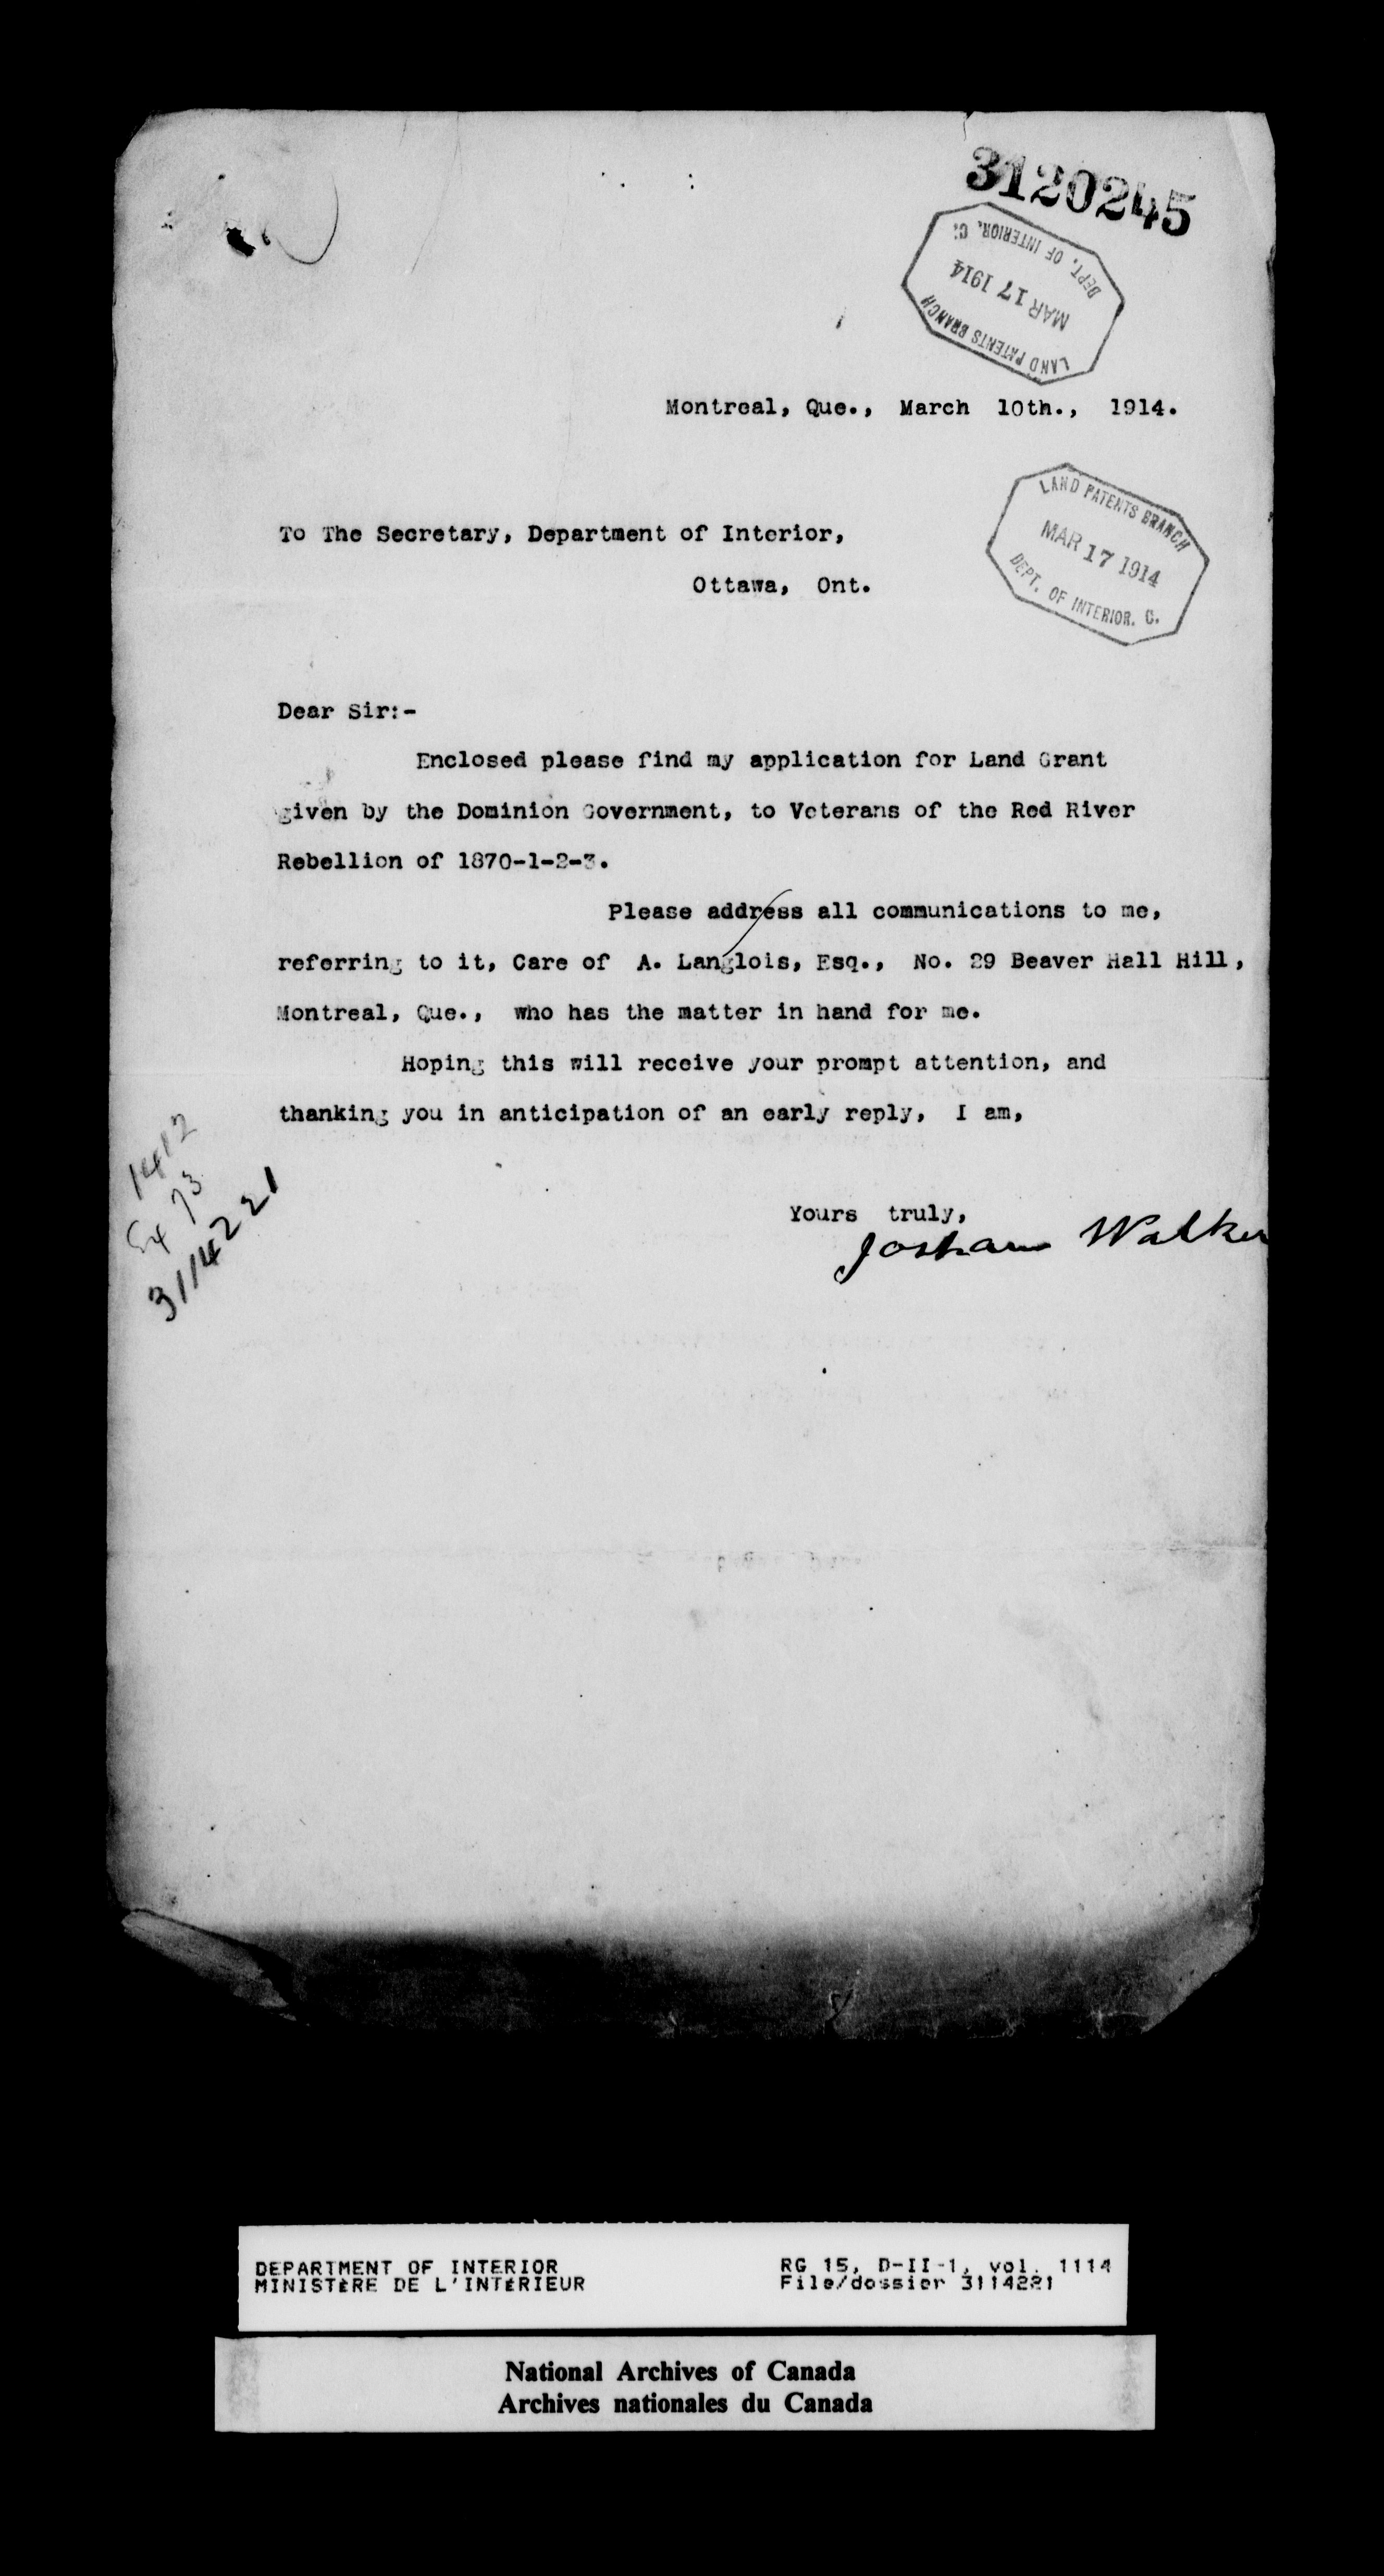 3120245
DEPT. OF INTERIOR. C.
MAR 17 1914
LAND PATENTS BRANCH
Montreal, Que., March 10th., 1914.
LAND PATENTS BRANCH
MAR 17 1914
DEPT. OF INTERIOR. C.
To The Secretary, Department of Interior,
Ottawa, Ont.
Dear Sir:-
Enclosed please find my application for Land Grant
given by the Dominion Government, to Veterans of the Red River
Rebellion of 1870-1-2-3.
Please address all communications to me,
referring to it, Care of A. Langlois, Esq., No. 29 Beaver Hall Hill,
Montreal, Que., who has the matter in hand for me.
Hoping this will receive your prompt attention, and
thanking you in anticipation of an early reply, I am,
1412
73
3114221
Yours truly,
Walker
DEPARTMENT OF INTERIOR
MINISTÈRE DE L'INTÉRIEUR
RG 15, D-II-1, vol. 1114
File/dossier 3114221
National Archives of Canada
Archives nationales du Canada